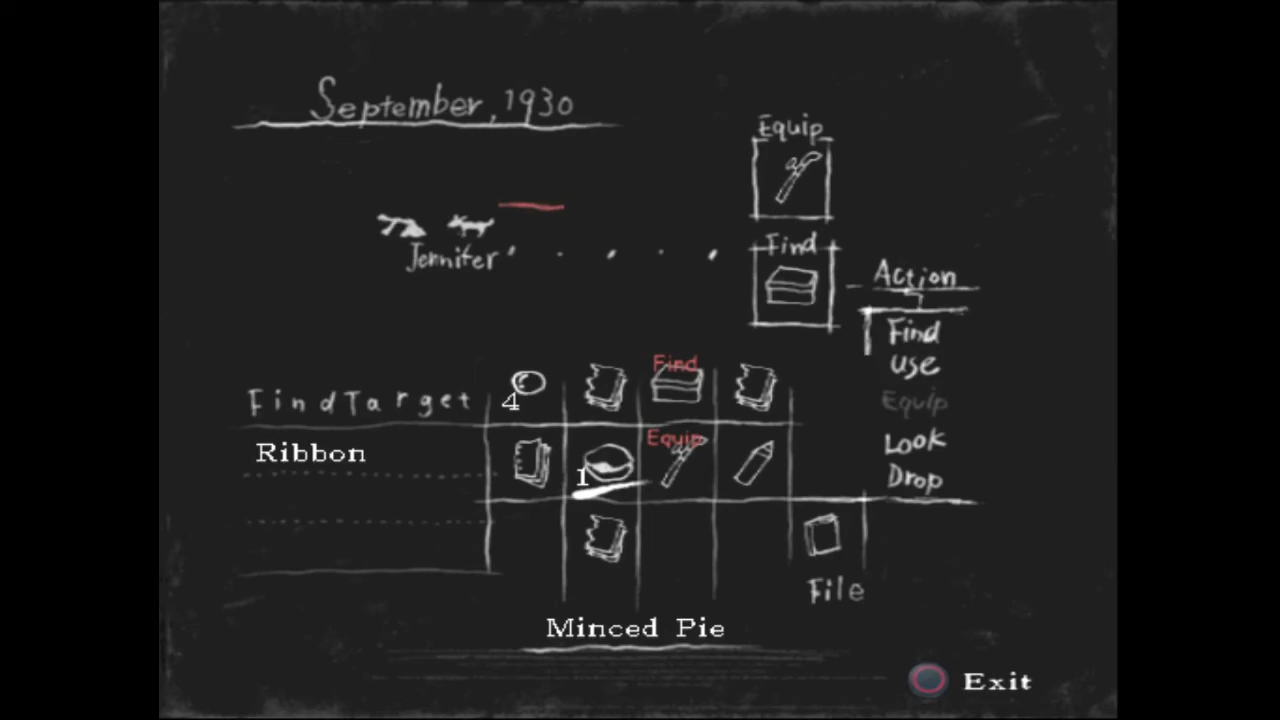 September, 1930
Equip
Jennifer
Find
Action
Find
Use
Equip
Look
Drop
Find
FindTarget
4
Equip
Ribbon
1
File
Minced Pie
Exit